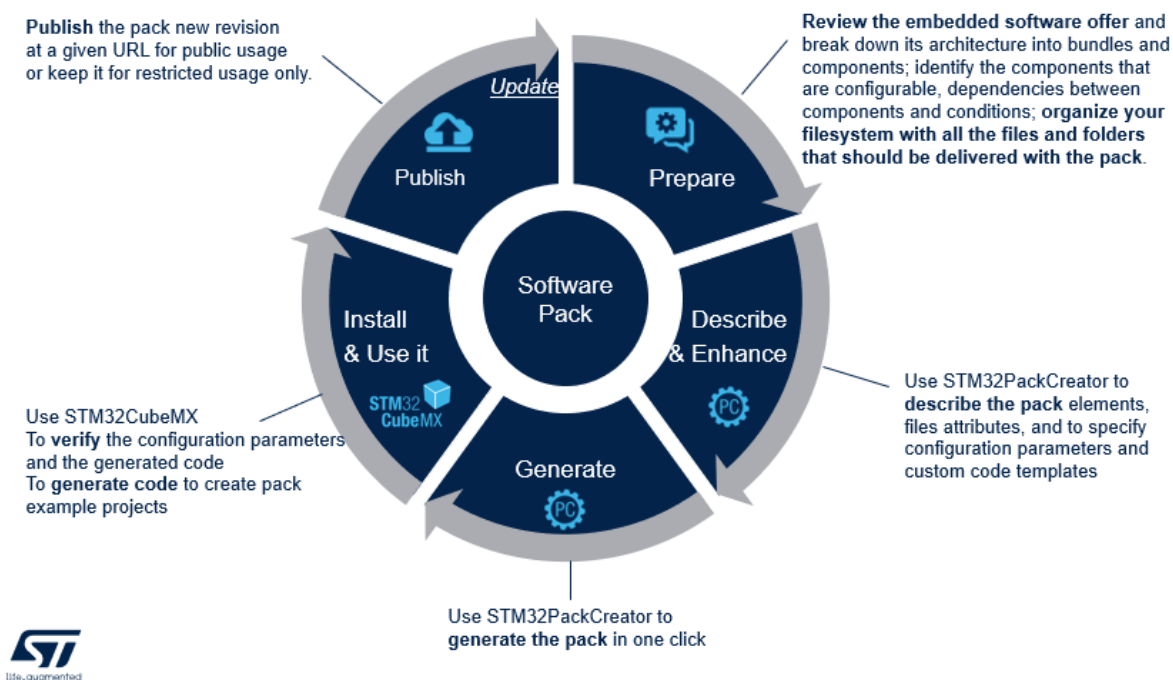 Publish the pack new revision
at a given URL for public usage
or keep it for restricted usage only.
Review the embedded software offer and
break down its architecture into bundles and
components; identify the components that
are configurable, dependencies between
components and conditions; organize your
filesystem with all the files and folders
that should be delivered with the pack.
Update
Publish
Prepare
Software
Pack
Install
& Use it
STM32
CubeMX
Describe
& Enhance
PC
Generate
PC
Use STM32CubeMX
To verify the configuration parameters
and the generated code
To generate code to create pack
example projects
Use STM32PackCreator to
describe the pack elements,
files attributes, and to specify
configuration parameters and
custom code templates
Use STM32PackCreator to
generate the pack in one click
ST
life.augmented